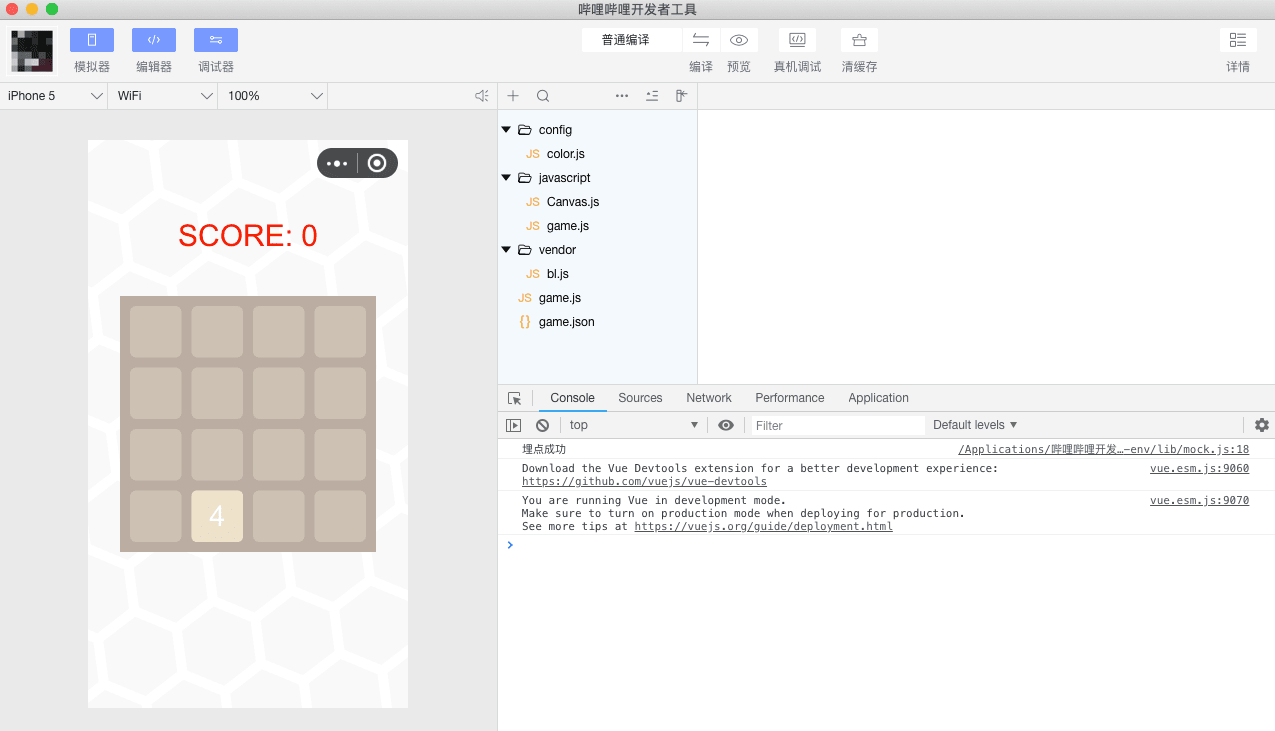 哔哩哔哩开发者工具
普通编译
模拟器 编辑器 调试器 编译 预览 真机调试 清缓存 详情
iPhone 5 WiFi 100%
SCORE: 0
4
config
JS color.js
javascript
JS Canvas.js
JS game.js
vendor
JS bl.js
JS game.js
{} game.json
Console Sources Network Performance Application
top Filter Default levels
埋点成功 /Applications/哔哩哔哩开发…-env/lib/mock.js:18
Download the Vue Devtools extension for a better development experience: vue.esm.js:9060
https://github.com/vuejs/vue-devtools
You are running Vue in development mode. vue.esm.js:9070
Make sure to turn on production mode when deploying for production.
See more tips at https://vuejs.org/guide/deployment.html